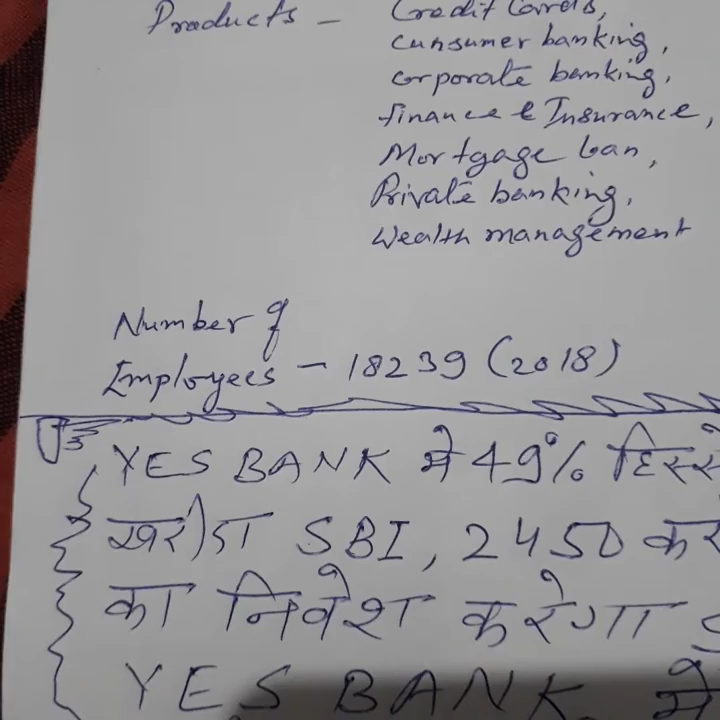 Products - Credit Cards,
cunsumer banking,
corporate banking,
finance & Insurance,
Mortgage loan,
Private banking,
Wealth management
Number of
Employees - 18239 (2018)
YES BANK मे 49%
खरीदा SBI, 2450
का निवेश करेगा
YES BANK मे